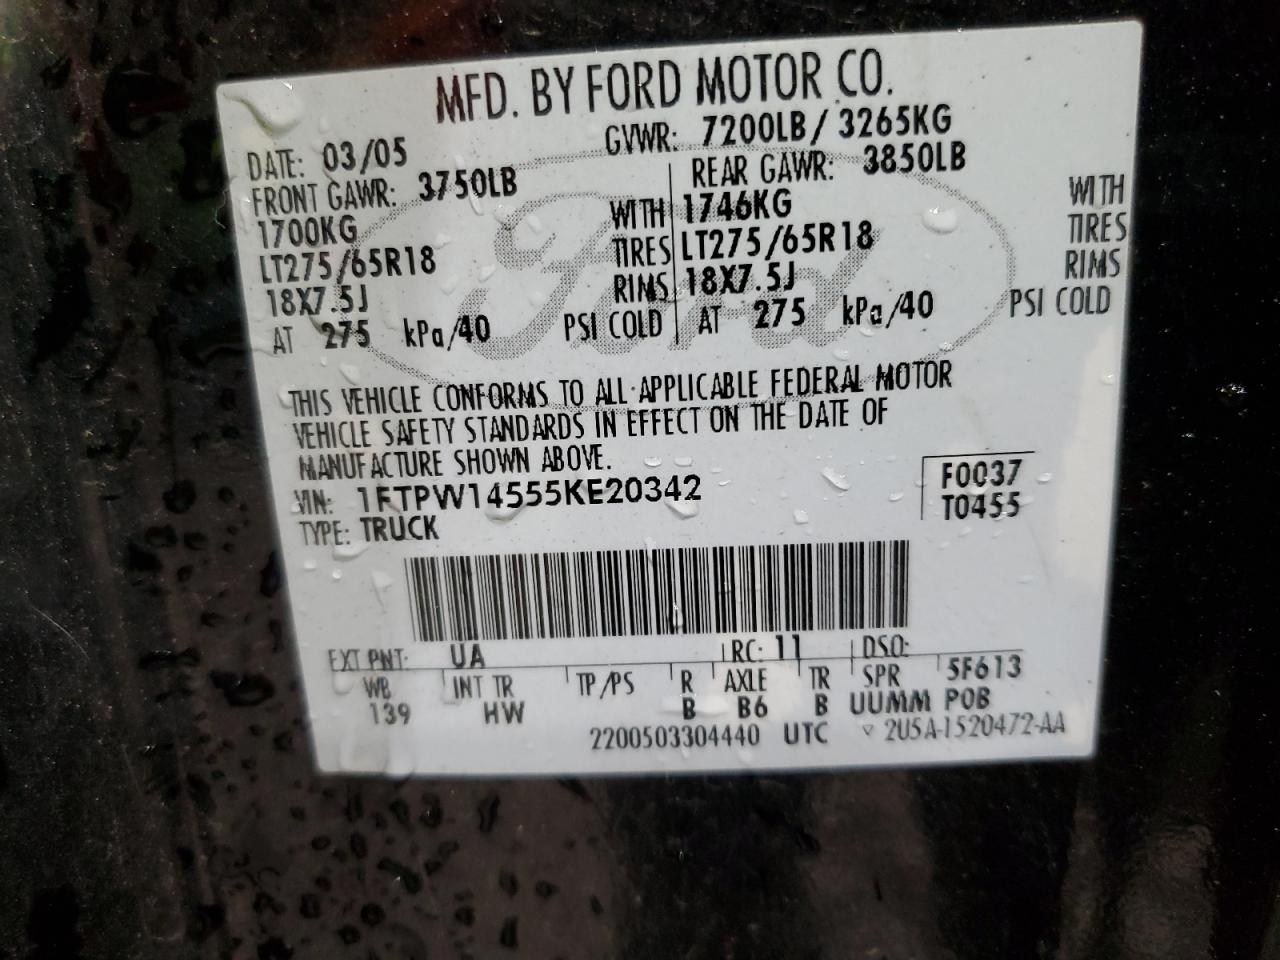 MFD. BY FORD MOTOR CO.
DATE: 03/05 GVWR: 7200LB/ 3265KG
FRONT GAWR: 3750LB REAR GAWR: 3850LB
1700KG WITH 1746KG WITH
LT275/65R18 TIRES LT275/65R18 TIRES
18X7.5J RIMS 18X7.5J RIMS
AT 275 kPa/40 PSI COLD AT 275 kPa/40 PSI COLD
Ford
THIS VEHICLE CONFORMS TO ALL APPLICABLE FEDERAL MOTOR
VEHICLE SAFETY STANDARDS IN EFFECT ON THE DATE OF
MANUFACTURE SHOWN ABOVE.
VIN: 1FTPW14555KE20342 F0037
TYPE: TRUCK T0455
EXT PNT: UA RC: 11 DSO:
WB INT TR TP/PS R AXLE TR SPR 5F613
139 HW B B6 B UUMM POB
2200503304440 UTC ▽ 2U5A-1520472-AA